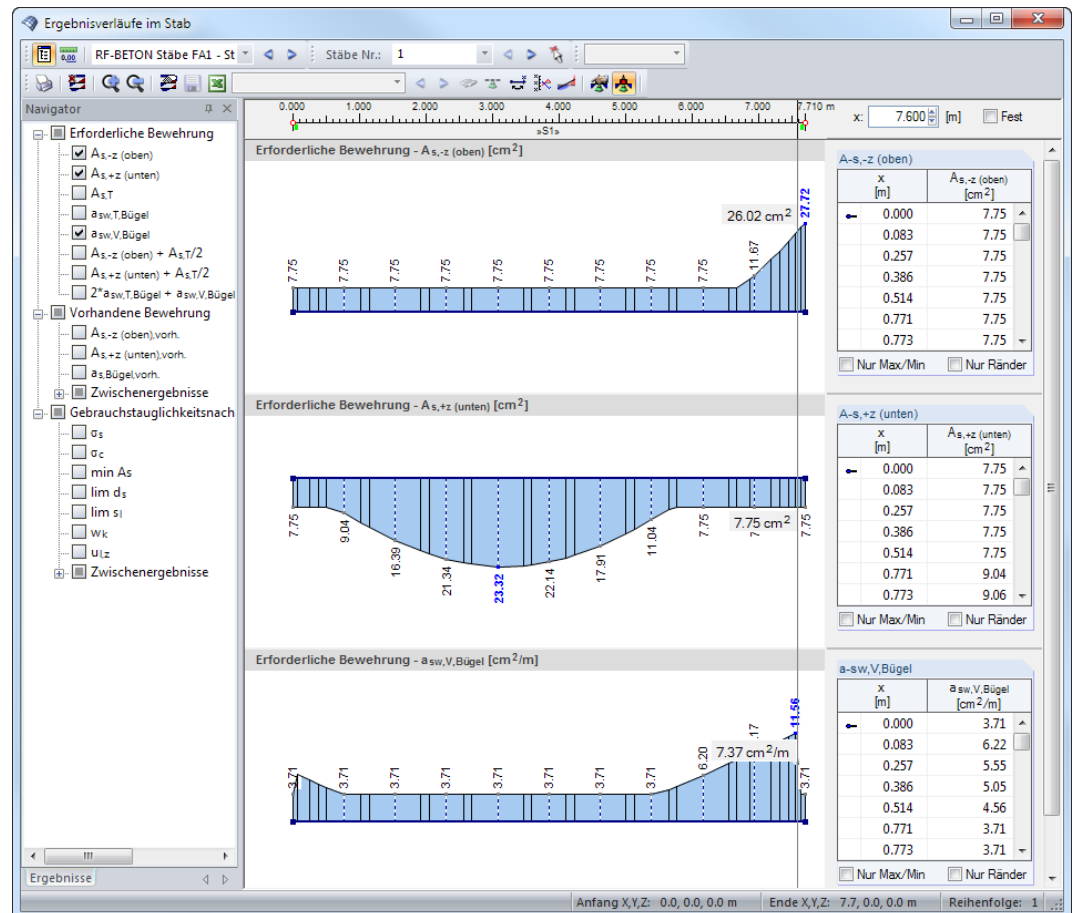 Ergebnisverläufe im Stab
RF-BETON Stäbe FA1 - St
Stäbe Nr.: 1
Navigator
Erforderliche Bewehrung
As,-z (oben)
As,+z (unten)
As,T
asw,T,Bügel
asw,V,Bügel
As,-z (oben) + As,T/2
As,+z (unten) + As,T/2
2*asw,T,Bügel + asw,V,Bügel
Vorhandene Bewehrung
As,-z (oben),vorh.
As,+z (unten),vorh.
as,Bügel,vorh.
Zwischenergebnisse
Gebrauchstauglichkeitsnach
σs
σc
min As
lim ds
lim sl
wk
ul,z
Zwischenergebnisse
Ergebnisse
0.000 1.000 2.000 3.000 4.000 5.000 6.000 7.000 7.710 m
»S1»
x: 7.600 [m] Fest
Erforderliche Bewehrung - As,-z (oben) [cm²]
7.75 7.75 7.75 7.75 7.75 7.75 7.75 7.75 7.75 11.67 27.72
26.02 cm²
A-s,-z (oben)
x [m] As,-z (oben) [cm²]
0.000 7.75
0.083 7.75
0.257 7.75
0.386 7.75
0.514 7.75
0.771 7.75
0.773 7.75
Nur Max/Min Nur Ränder
Erforderliche Bewehrung - As,+z (unten) [cm²]
7.75 9.04 16.39 21.34 23.32 22.14 17.91 11.04 7.75 7.75
7.75 cm²
A-s,+z (unten)
x [m] As,+z (unten) [cm²]
0.000 7.75
0.083 7.75
0.257 7.75
0.386 7.75
0.514 7.75
0.771 9.04
0.773 9.06
Nur Max/Min Nur Ränder
Erforderliche Bewehrung - asw,V,Bügel [cm²/m]
3.71 3.71 3.71 3.71 3.71 3.71 3.71 3.71 6.20 11.56 3.71
7.37 cm²/m
a-sw,V,Bügel
x [m] asw,V,Bügel [cm²/m]
0.000 3.71
0.083 6.22
0.257 5.55
0.386 5.05
0.514 4.56
0.771 3.71
0.773 3.71
Nur Max/Min Nur Ränder
Anfang X,Y,Z: 0.0, 0.0, 0.0 m Ende X,Y,Z: 7.7, 0.0, 0.0 m Reihenfolge: 1